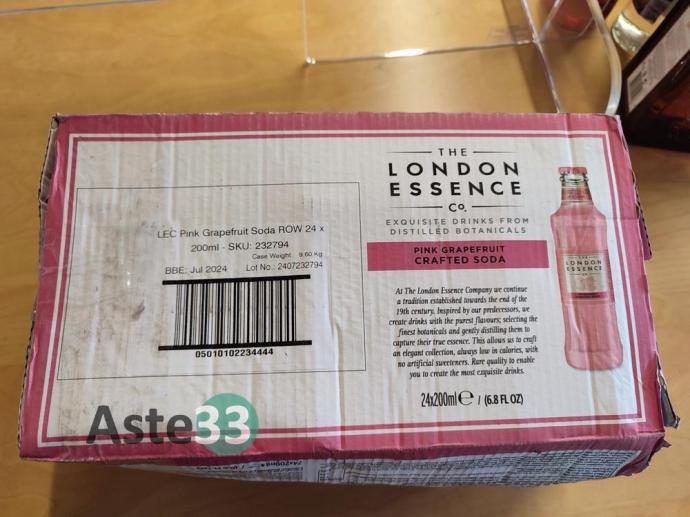 THE
LONDON
ESSENCE
Co.
EXQUISITE DRINKS FROM
DISTILLED BOTANICALS
PINK GRAPEFRUIT
CRAFTED SODA
At The London Essence Company we continue
a tradition established towards the end of the
19th century. Inspired by our predecessors, we
create drinks with the purest flavours; selecting the
finest botanicals and gently distilling them to
capture their true essence. This allows us to craft
an elegant collection, always low in calories, with
no artificial sweeteners. Rare quality to enable
you to create the most exquisite drinks.
24x200ml e / (6.8 FL OZ)
LEC Pink Grapefruit Soda ROW 24 x
200ml - SKU: 232794
Case Weight: 9.60 Kg
BBE: Jul 2024 Lot No.: 2407232794
05010102234444
THE
LONDON
ESSENCE
Aste33